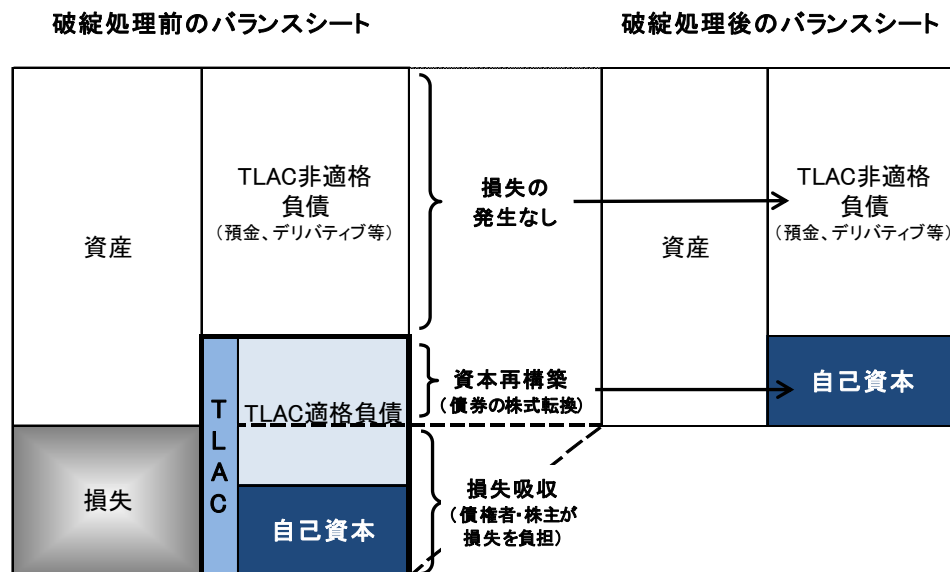 破綻処理前のバランスシート
破綻処理後のバランスシート
資産
TLAC非適格
負債
(預金、デリバティブ等)
損失の
発生なし
資産
TLAC非適格
負債
(預金、デリバティブ等)
TLAC
TLAC適格負債
資本再構築
(債券の株式転換)
自己資本
損失
自己資本
損失吸収
(債権者・株主が
損失を負担)